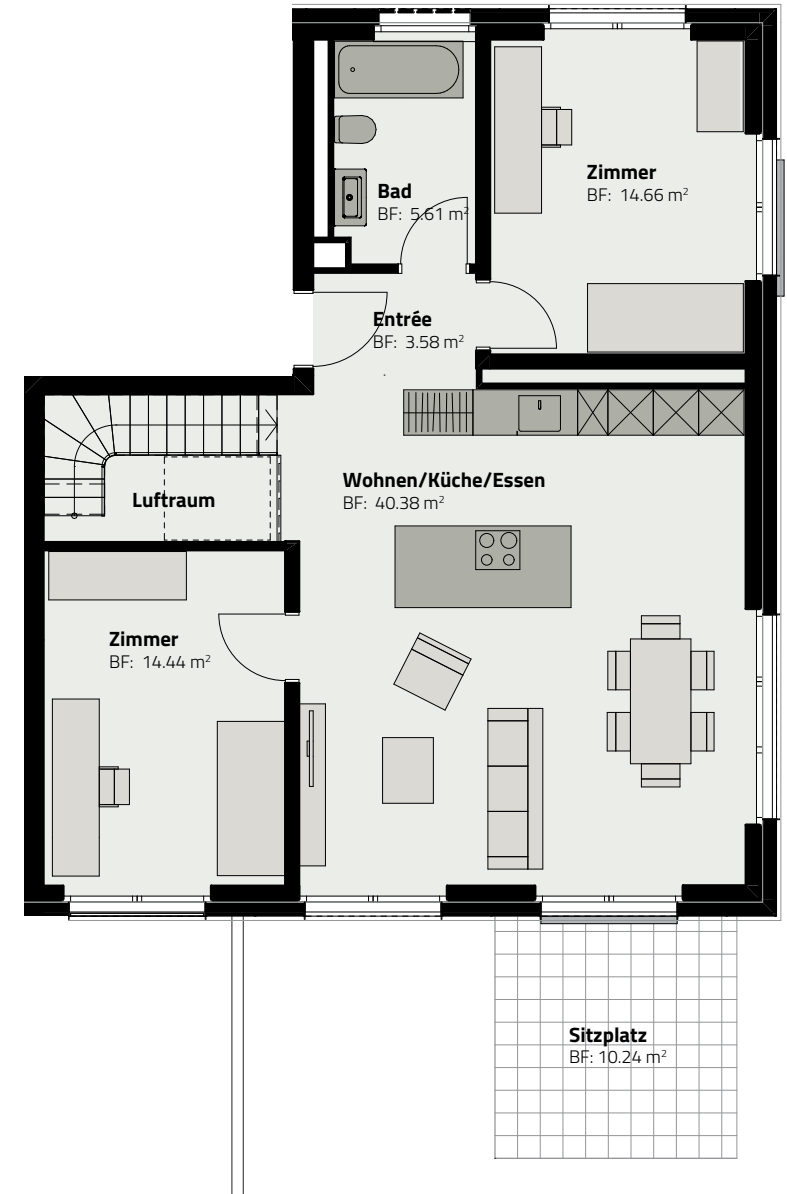 Zimmer
BF: 14.66 m²
Bad
BF: 5.61 m²
Entrée
BF: 3.58 m²
Wohnen/Küche/Essen
BF: 40.38 m²
Luftraum
Zimmer
BF: 14.44 m²
Sitzplatz
BF: 10.24 m²